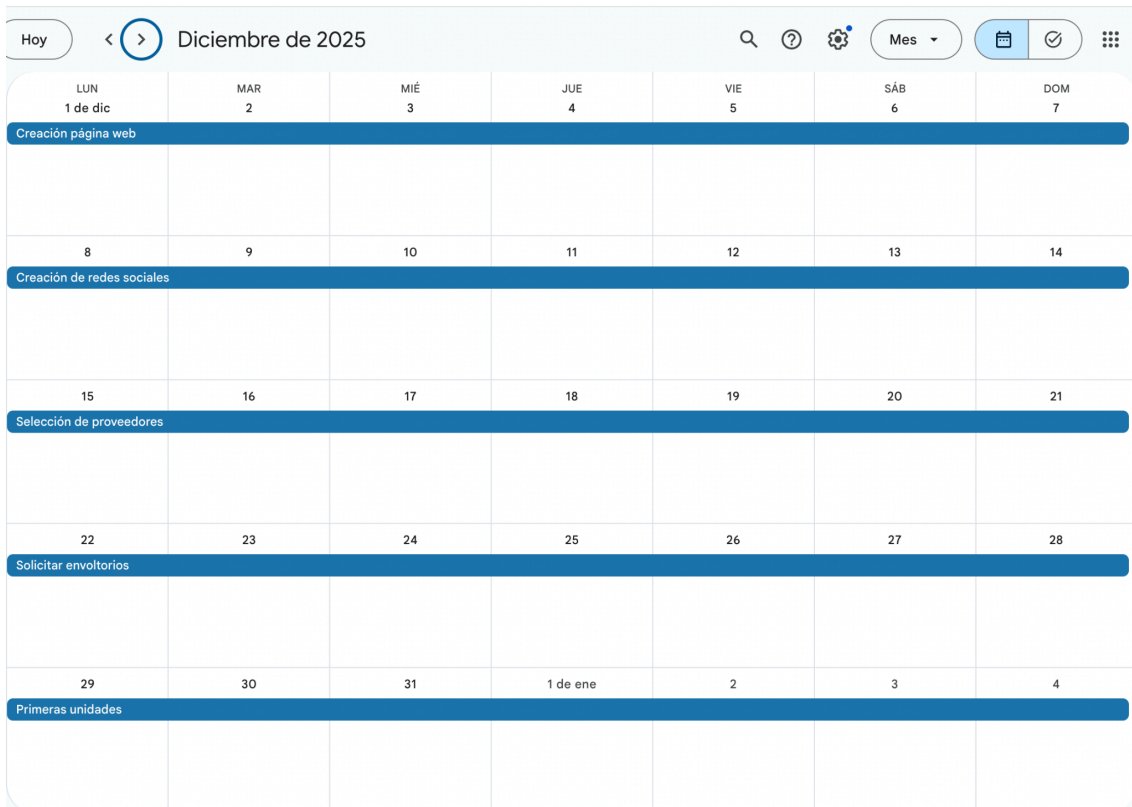 Hoy Diciembre de 2025 Mes
LUN MAR MIÉ JUE VIE SÁB DOM
1 de dic 2 3 4 5 6 7
Creación página web
8 9 10 11 12 13 14
Creación de redes sociales
15 16 17 18 19 20 21
Selección de proveedores
22 23 24 25 26 27 28
Solicitar envoltorios
29 30 31 1 de ene 2 3 4
Primeras unidades